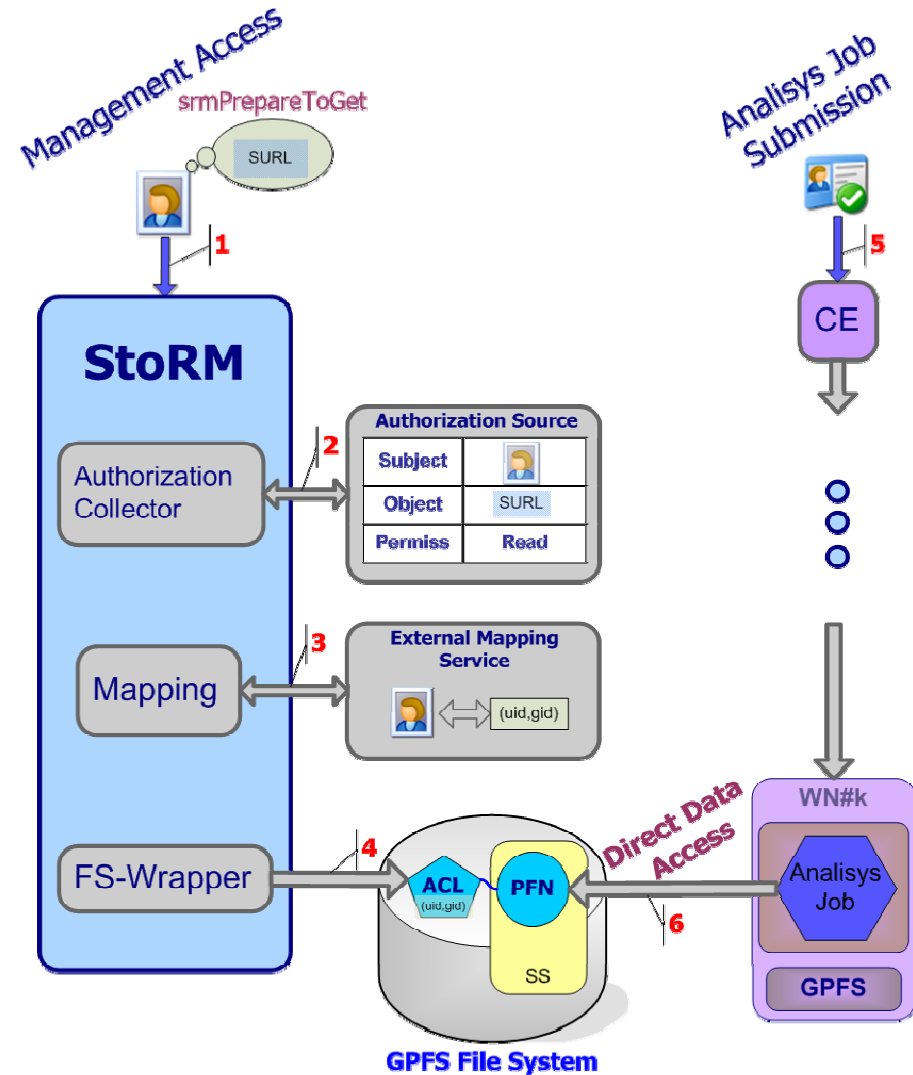 Management Access
srmPrepareToGet
SURL
1
StoRM
Authorization
Collector
2
Authorization Source
Subject
Object
SURL
Permiss
Read
Mapping
3
External Mapping
Service
(uid,gid)
FS-Wrapper
4
ACL
(uid,gid)
PFN
SS
GPFS File System
Analisys Job
Submission
5
CE
WN#k
Analisys
Job
GPFS
Direct Data
Access
6